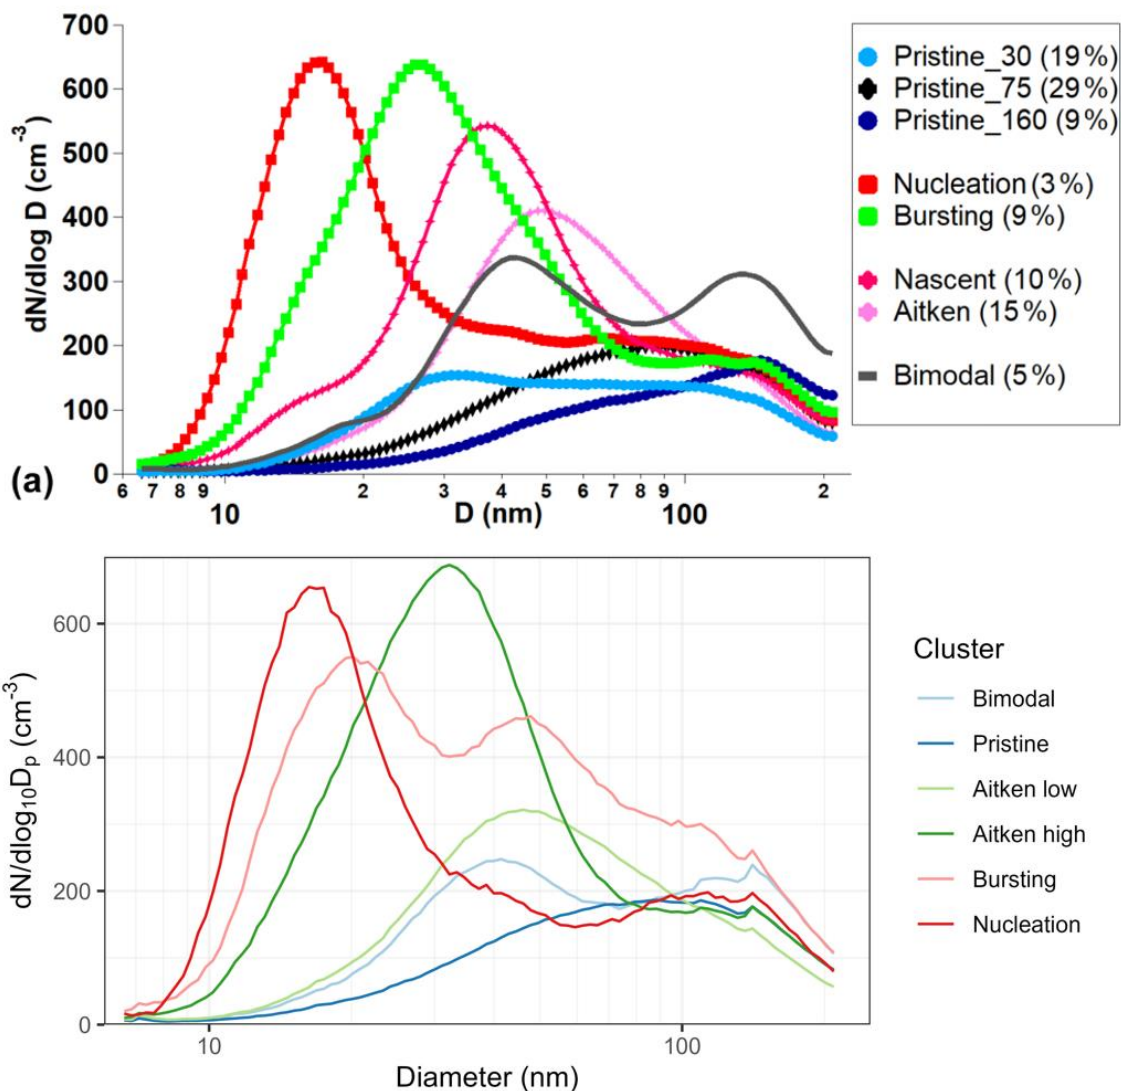 700
600
500
400
300
200
100
0
dN/dlog D (cm⁻³)
(a)
6 7 8 9 2 3 4 5 6 7 8 9 2
10 100
D (nm)
Pristine_30 (19%)
Pristine_75 (29%)
Pristine_160 (9%)
Nucleation (3%)
Bursting (9%)
Nascent (10%)
Aitken (15%)
Bimodal (5%)
600
400
200
0
dN/dlog₁₀Dₚ (cm⁻³)
10 100
Diameter (nm)
Cluster
Bimodal
Pristine
Aitken low
Aitken high
Bursting
Nucleation